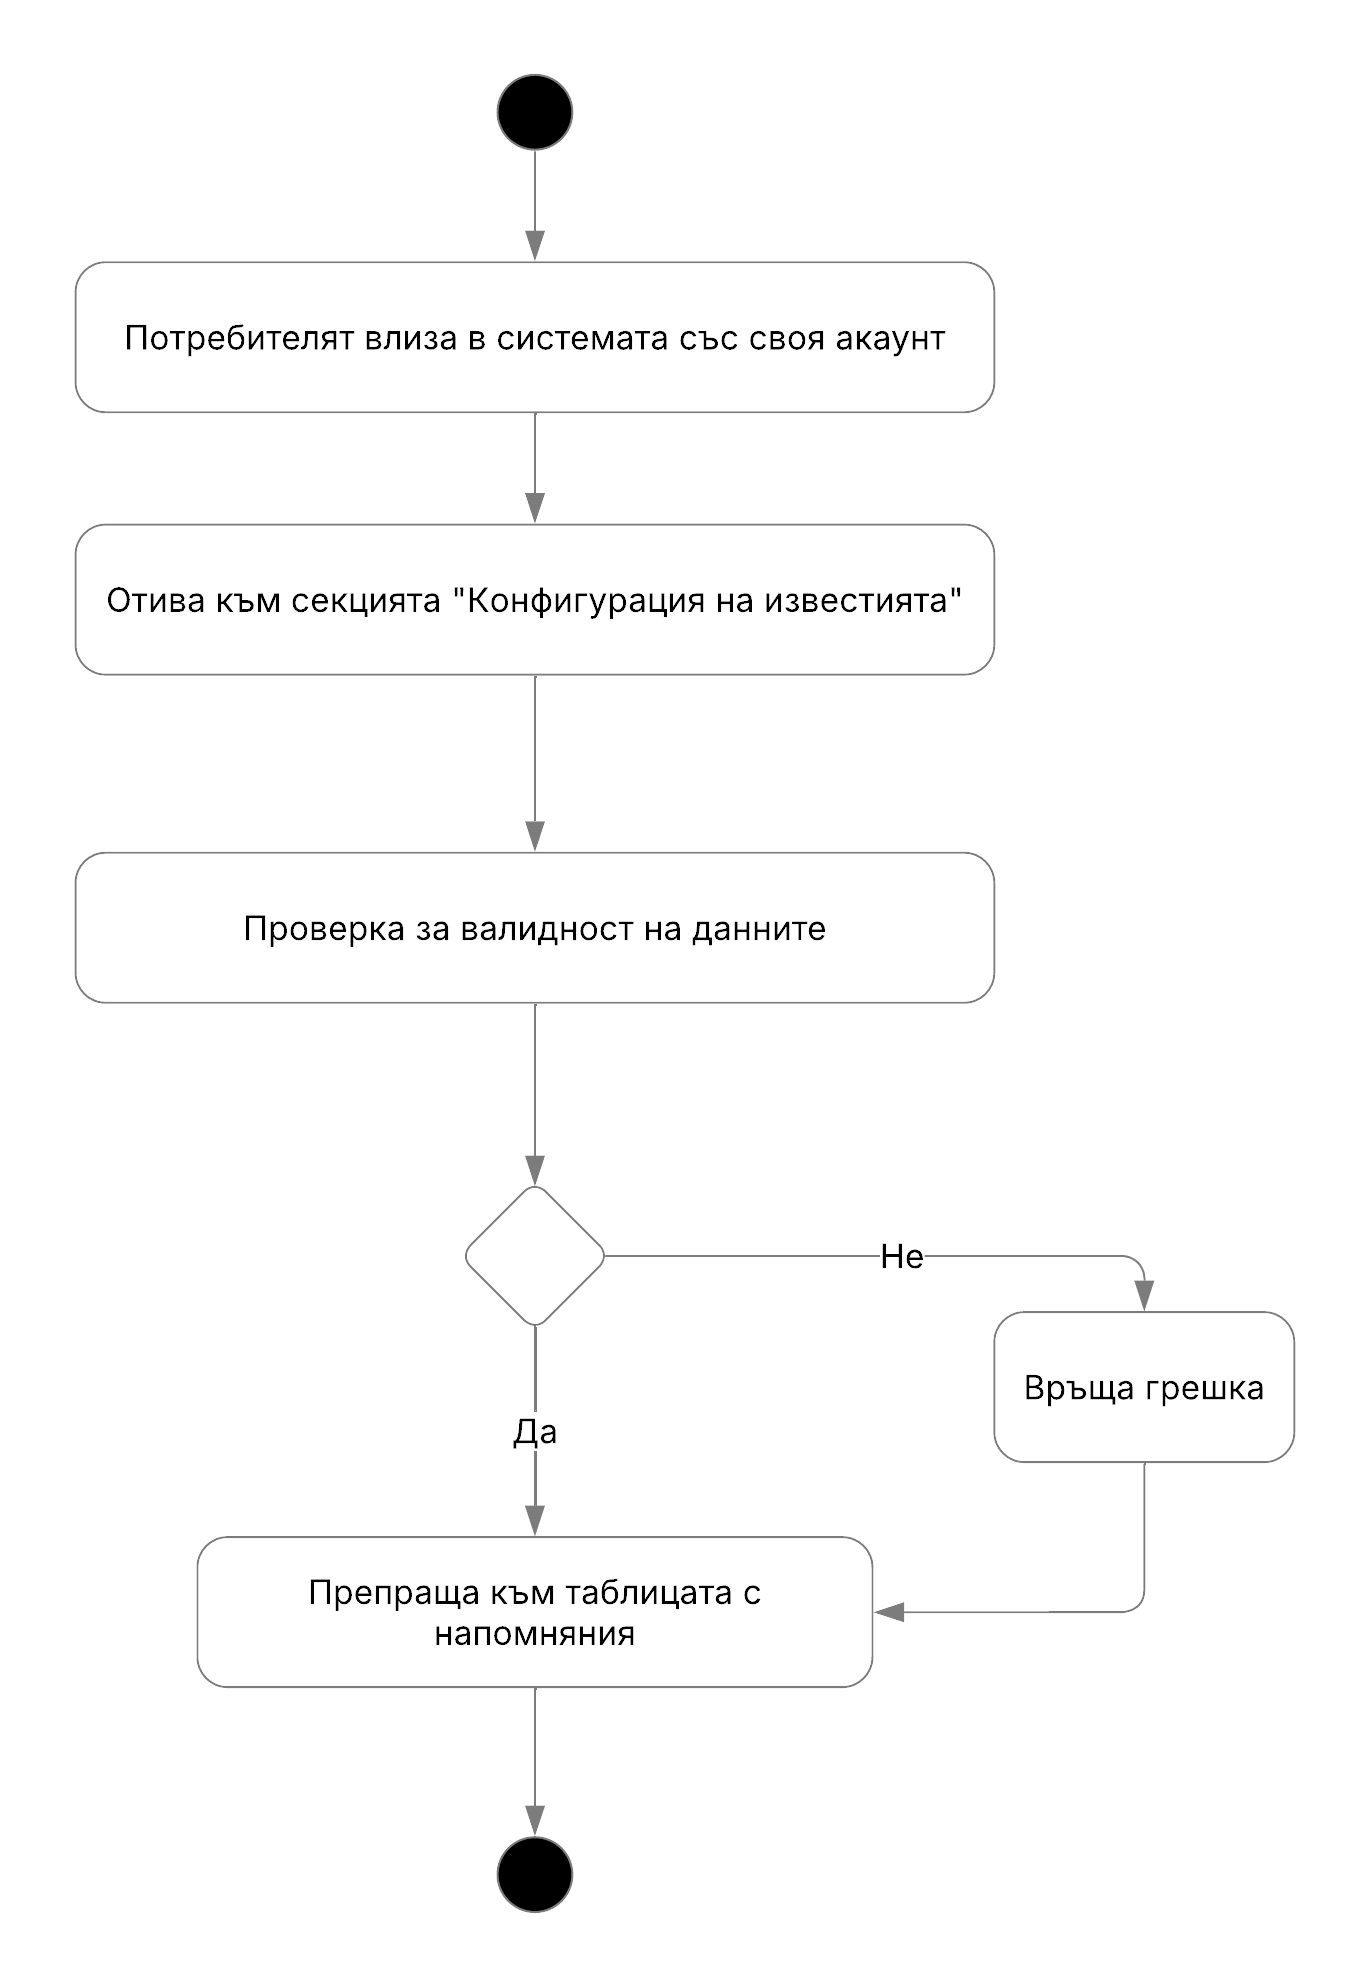 Потребителят влиза в системата със своя акаунт
Отива към секцията "Конфигурация на известията"
Проверка за валидност на данните
Не
Връща грешка
Да
Препраща към таблицата с
напомняния